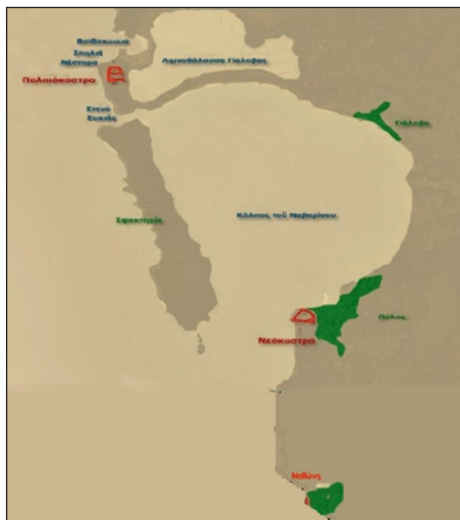 Βοϊδοκοιλιά
Σπηλιά
Νέστορα
Παλαιόκαστρο
Λιμνοθάλασσα Γιάλοβας
Στενό
Συκιάς
Γιάλοβα
Σφακτηρία
Κόλπος τοῦ Ναβαρίνου
Πύλος
Νεόκαστρο
Μεθώνη